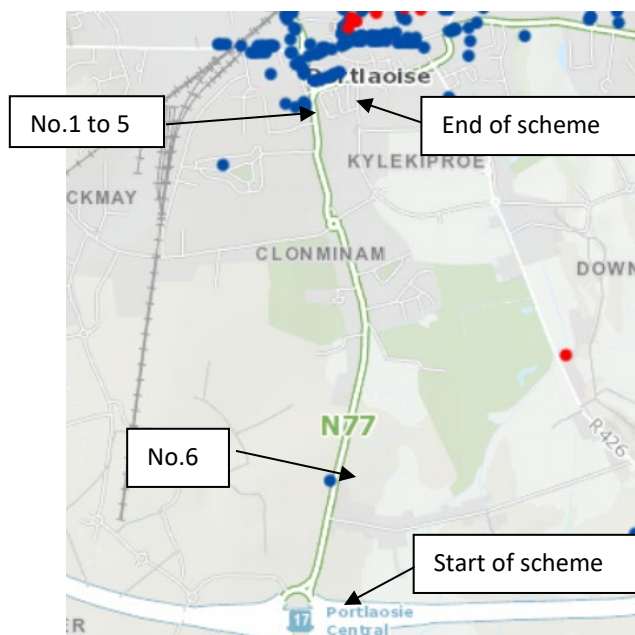 Portlaoise
No.1 to 5
End of scheme
KYLEKIPROE
CKMAY
CLONMINAM
DOWN
N77
R426
No.6
Start of scheme
17
Portlaosie
Central
ER